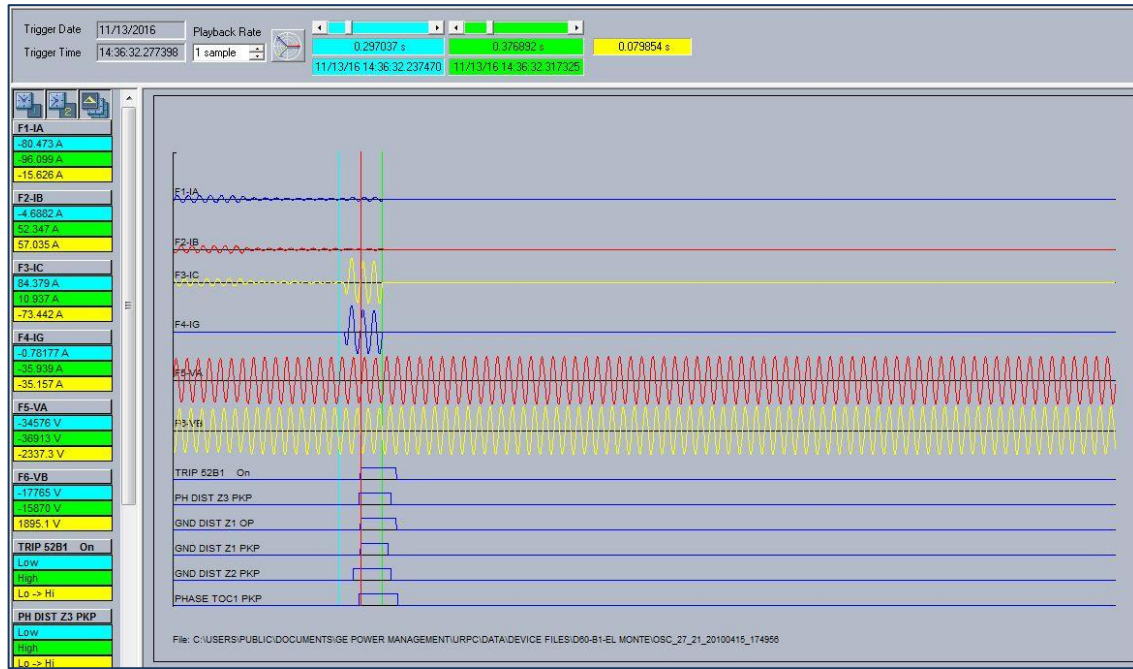 Trigger Date 11/13/2016 Playback Rate
Trigger Time 14:36:32.277398 1 sample
0.297037 s 0.376892 s 0.079854 s
11/13/16 14:36:32.237470 11/13/16 14:36:32.317325
2
F1-IA
-80.473 A
-96.099 A
-15.626 A
F2-IB
-4.6882 A
52.347 A
57.035 A
F3-IC
84.379 A
10.937 A
-73.442 A
F4-IG
-0.78177 A
-35.939 A
-35.157 A
F5-VA
-34576 V
-36913 V
-2337.3 V
F6-VB
-17765 V
-15870 V
1895.1 V
TRIP 52B1 On
Low
High
Lo -> Hi
PH DIST Z3 PKP
Low
High
Lo -> Hi
F1-IA
F2-IB
F3-IC
F4-IG
F5-VA
F6-VB
TRIP 52B1 On
PH DIST Z3 PKP
GND DIST Z1 OP
GND DIST Z1 PKP
GND DIST Z2 PKP
PHASE TOC1 PKP
File: C:\USERS\PUBLIC\DOCUMENTS\GE POWER MANAGEMENT\URPC\DATA\DEVICE FILES\D60-B1-EL MONTE\OSC_27_21_20100415_174956